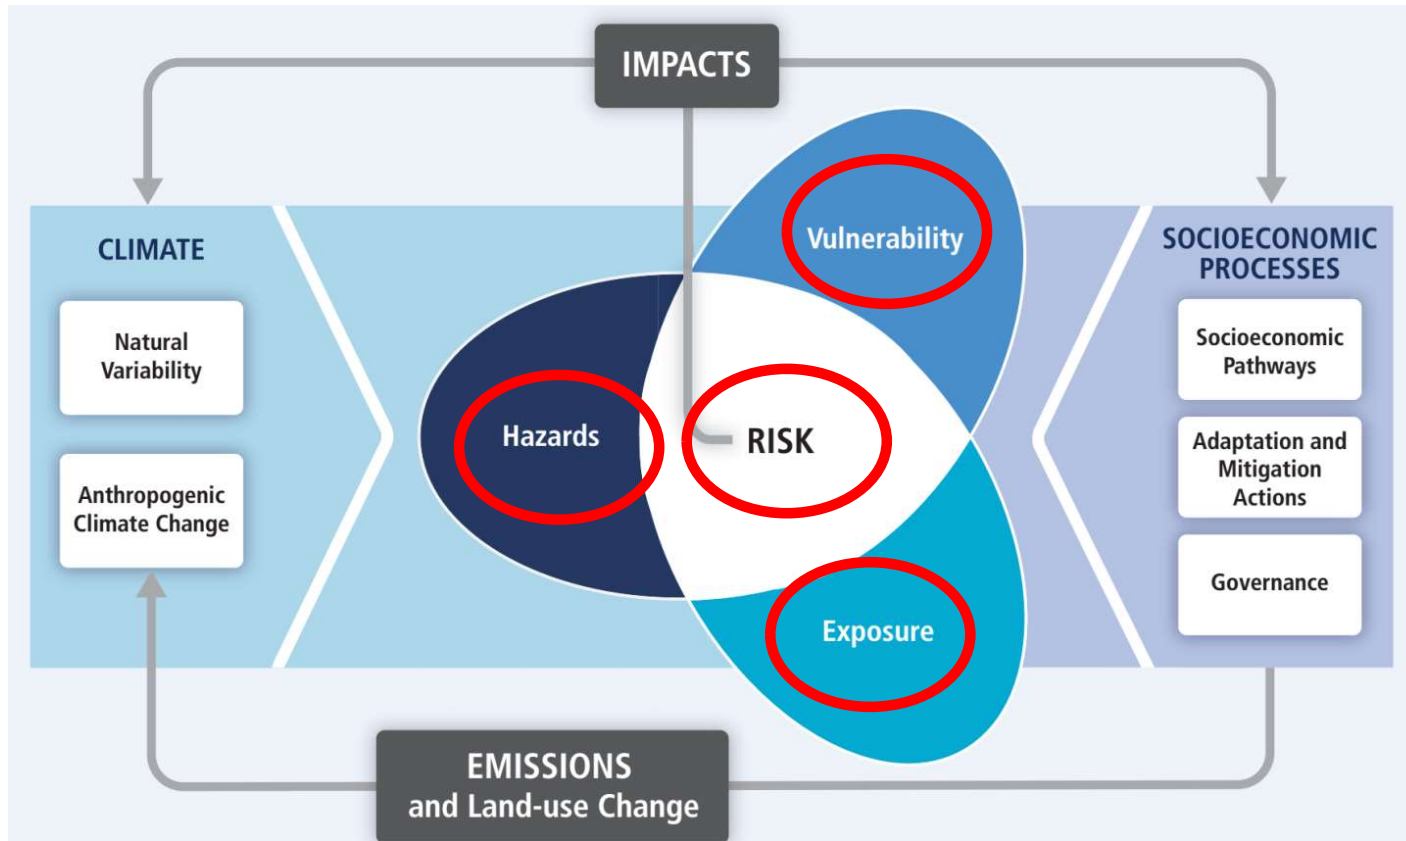 IMPACTS
CLIMATE
Natural
Variability
Anthropogenic
Climate Change
Vulnerability
Hazards
RISK
Exposure
SOCIOECONOMIC
PROCESSES
Socioeconomic
Pathways
Adaptation and
Mitigation
Actions
Governance
EMISSIONS
and Land-use Change